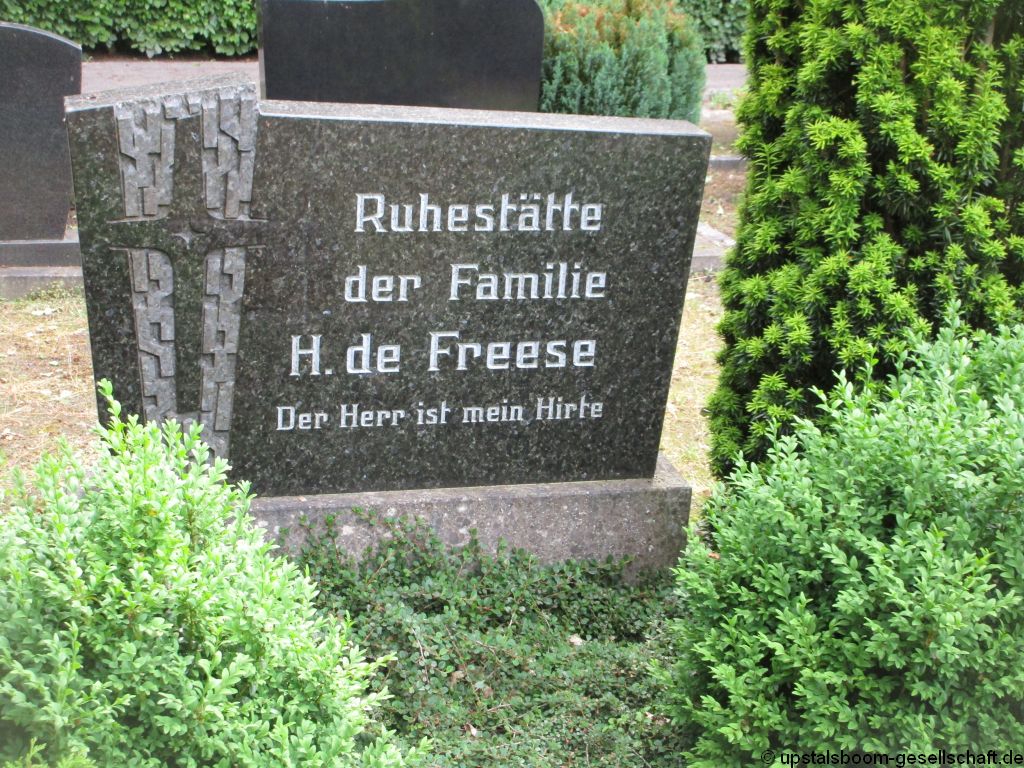 Ruhestätte
der Familie
H. de Freese
Der Herr ist mein Hirte
© upstalsboom-gesellschaft.de